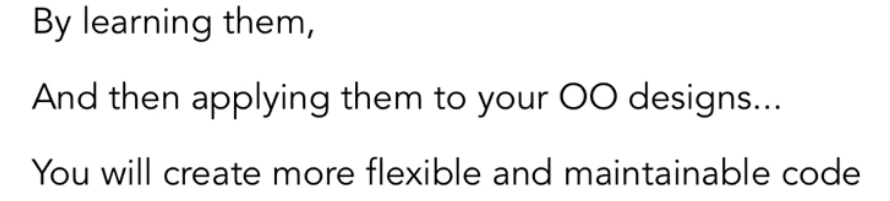 By learning them,
And then applying them to your OO designs...
You will create more flexible and maintainable code